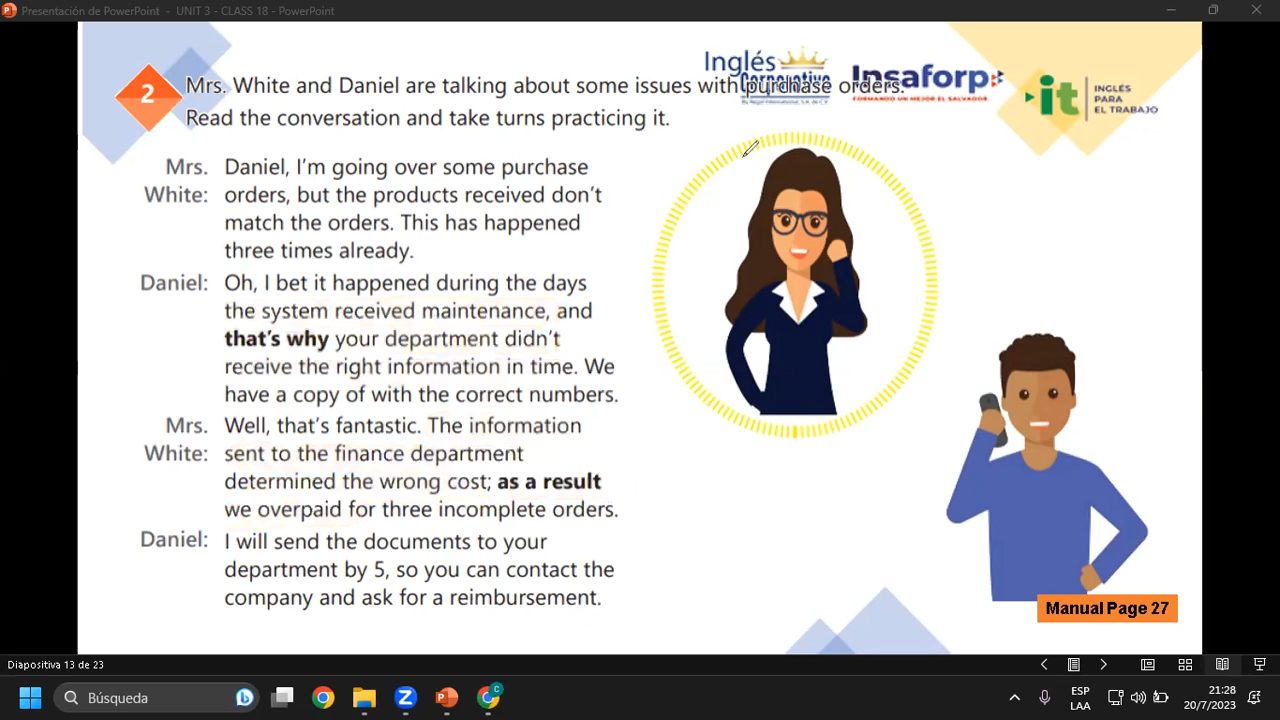 Presentación de PowerPoint - UNIT 3 - CLASS 18 - PowerPoint
Inglés
Corporativo
By Regal International, S.A. de C.V.
Insaforp
FORMANDO UN MEJOR EL SALVADOR
it INGLÉS
PARA
EL TRABAJO
2 Mrs. White and Daniel are talking about some issues with purchase orders.
Read the conversation and take turns practicing it.
Mrs. Daniel, I'm going over some purchase
White: orders, but the products received don't
match the orders. This has happened
three times already.
Daniel: Oh, I bet it happened during the days
the system received maintenance, and
that's why your department didn't
receive the right information in time. We
have a copy of with the correct numbers.
Mrs. Well, that's fantastic. The information
White: sent to the finance department
determined the wrong cost; as a result
we overpaid for three incomplete orders.
Daniel: I will send the documents to your
department by 5, so you can contact the
company and ask for a reimbursement.
Manual Page 27
Diapositiva 13 de 23
Búsqueda
C
ESP
LAA
21:28
20/7/2023